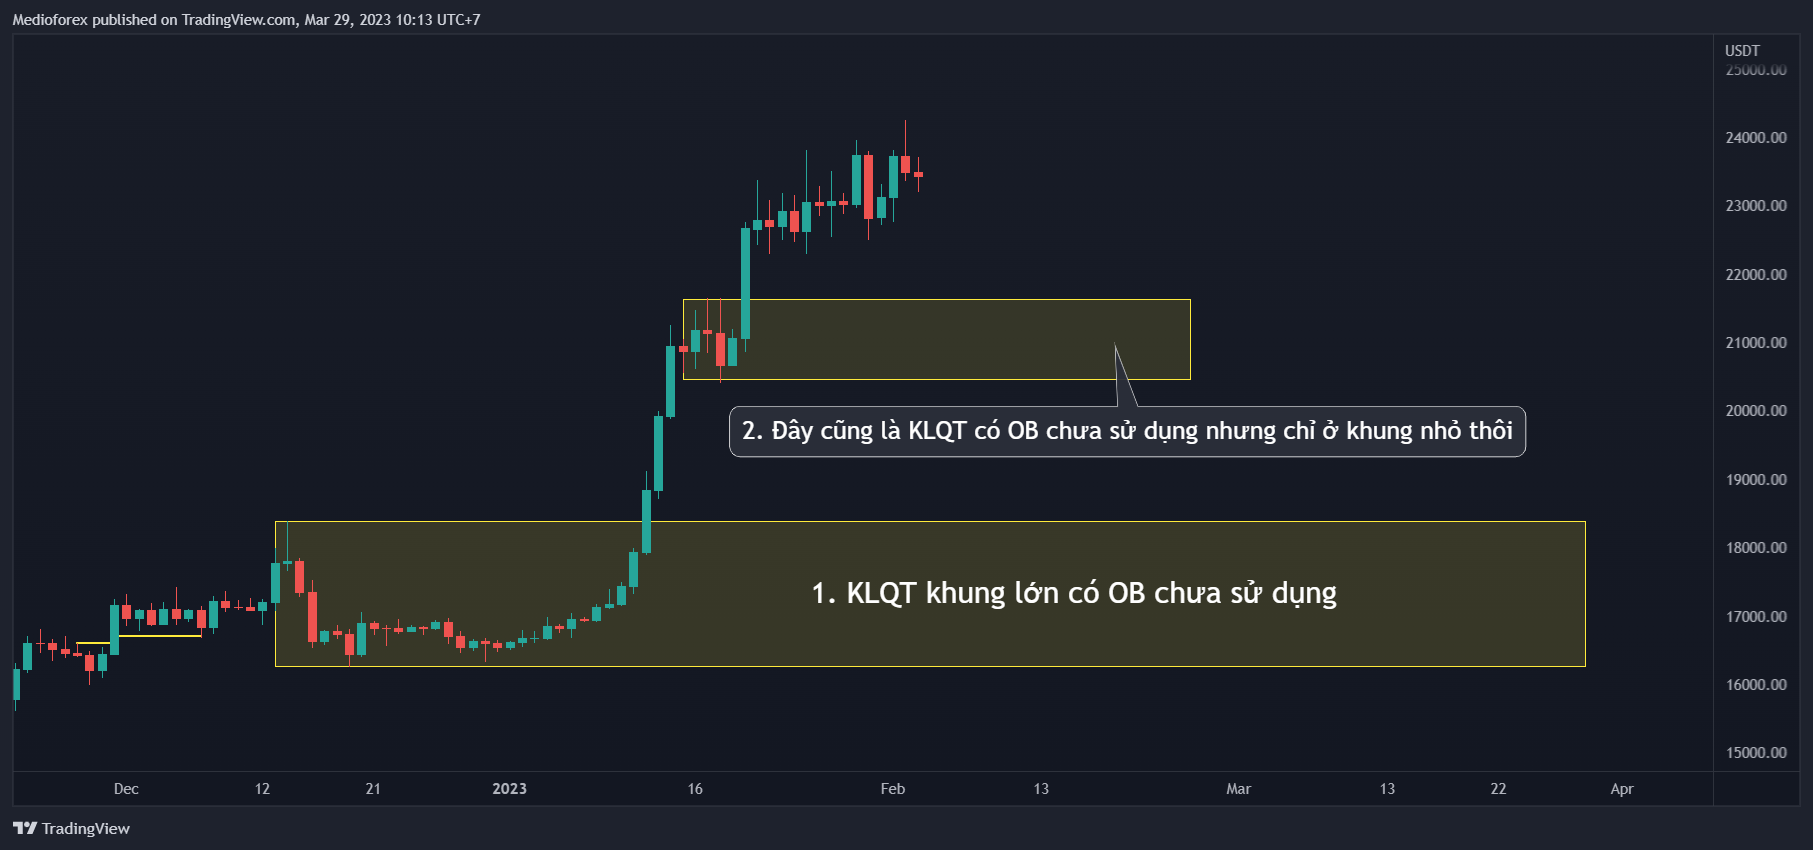 Medioforex published on TradingView.com, Mar 29, 2023 10:13 UTC+7
USDT
25000.00
24000.00
23000.00
22000.00
21000.00
20000.00
2. Đây cũng là KLQT có OB chưa sử dụng nhưng chỉ ở khung nhỏ thôi
19000.00
18000.00
1. KLQT khung lớn có OB chưa sử dụng
17000.00
16000.00
15000.00
Dec 12 21 2023 16 Feb 13 Mar 13 22 Apr
TradingView